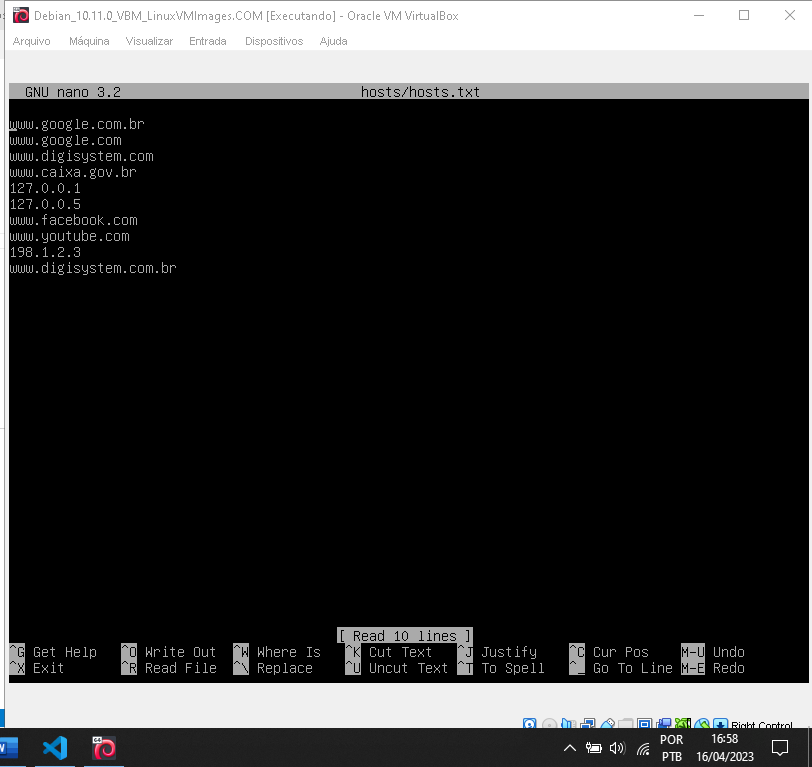 Debian_10.11.0_VBM_LinuxVMImages.COM [Executando] - Oracle VM VirtualBox
Arquivo Máquina Visualizar Entrada Dispositivos Ajuda
GNU nano 3.2 hosts/hosts.txt
www.google.com.br
www.google.com
www.digisystem.com
www.caixa.gov.br
127.0.0.1
127.0.0.5
www.facebook.com
www.youtube.com
198.1.2.3
www.digisystem.com.br
[ Read 10 lines ]
^G Get Help ^O Write Out ^W Where Is ^K Cut Text ^J Justify ^C Cur Pos M-U Undo
^X Exit ^R Read File ^\ Replace ^U Uncut Text ^T To Spell ^_ Go To Line M-E Redo
Right Control
POR 16:58
PTB 16/04/2023